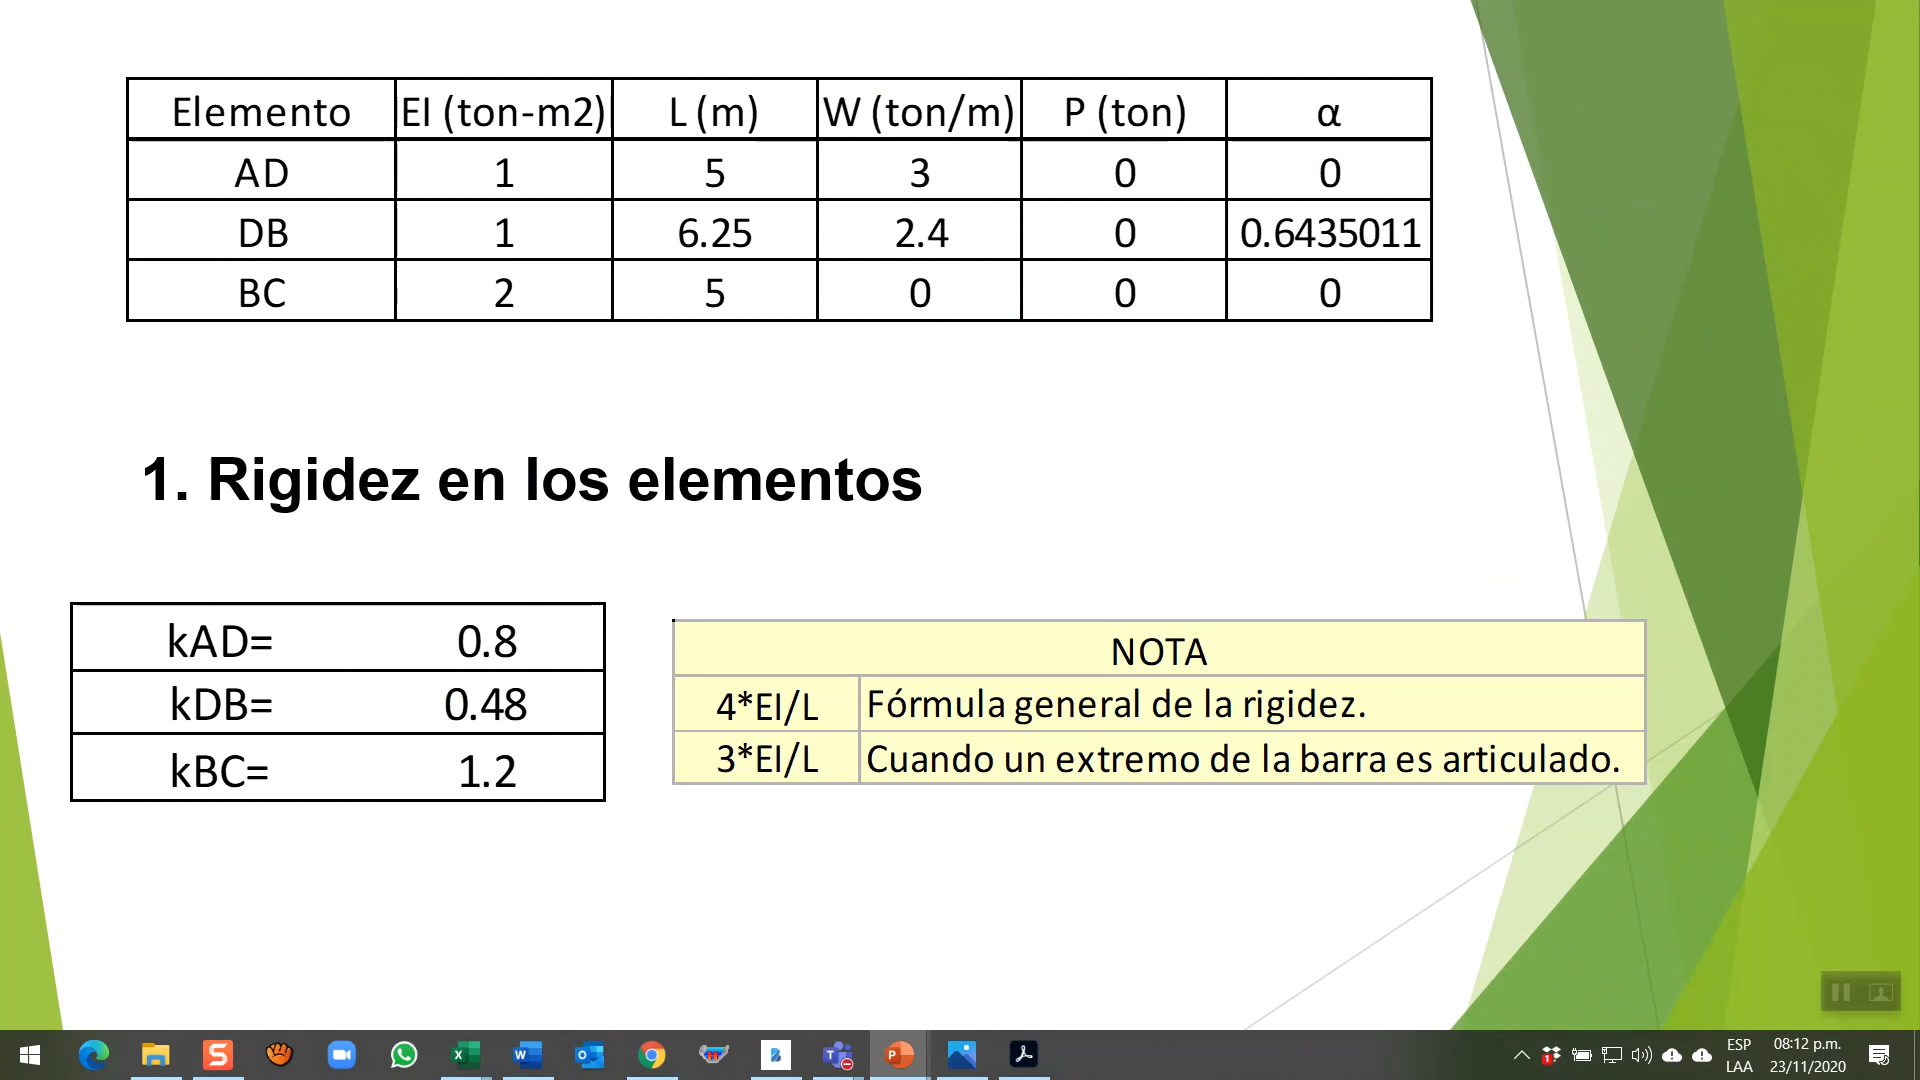 Elemento EI (ton-m2) L (m) W (ton/m) P (ton) α
AD 1 5 3 0 0
DB 1 6.25 2.4 0 0.6435011
BC 2 5 0 0 0
1. Rigidez en los elementos
kAD= 0.8
kDB= 0.48
kBC= 1.2
NOTA
4*EI/L Fórmula general de la rigidez.
3*EI/L Cuando un extremo de la barra es articulado.
ESP
LAA
08:12 p.m.
23/11/2020